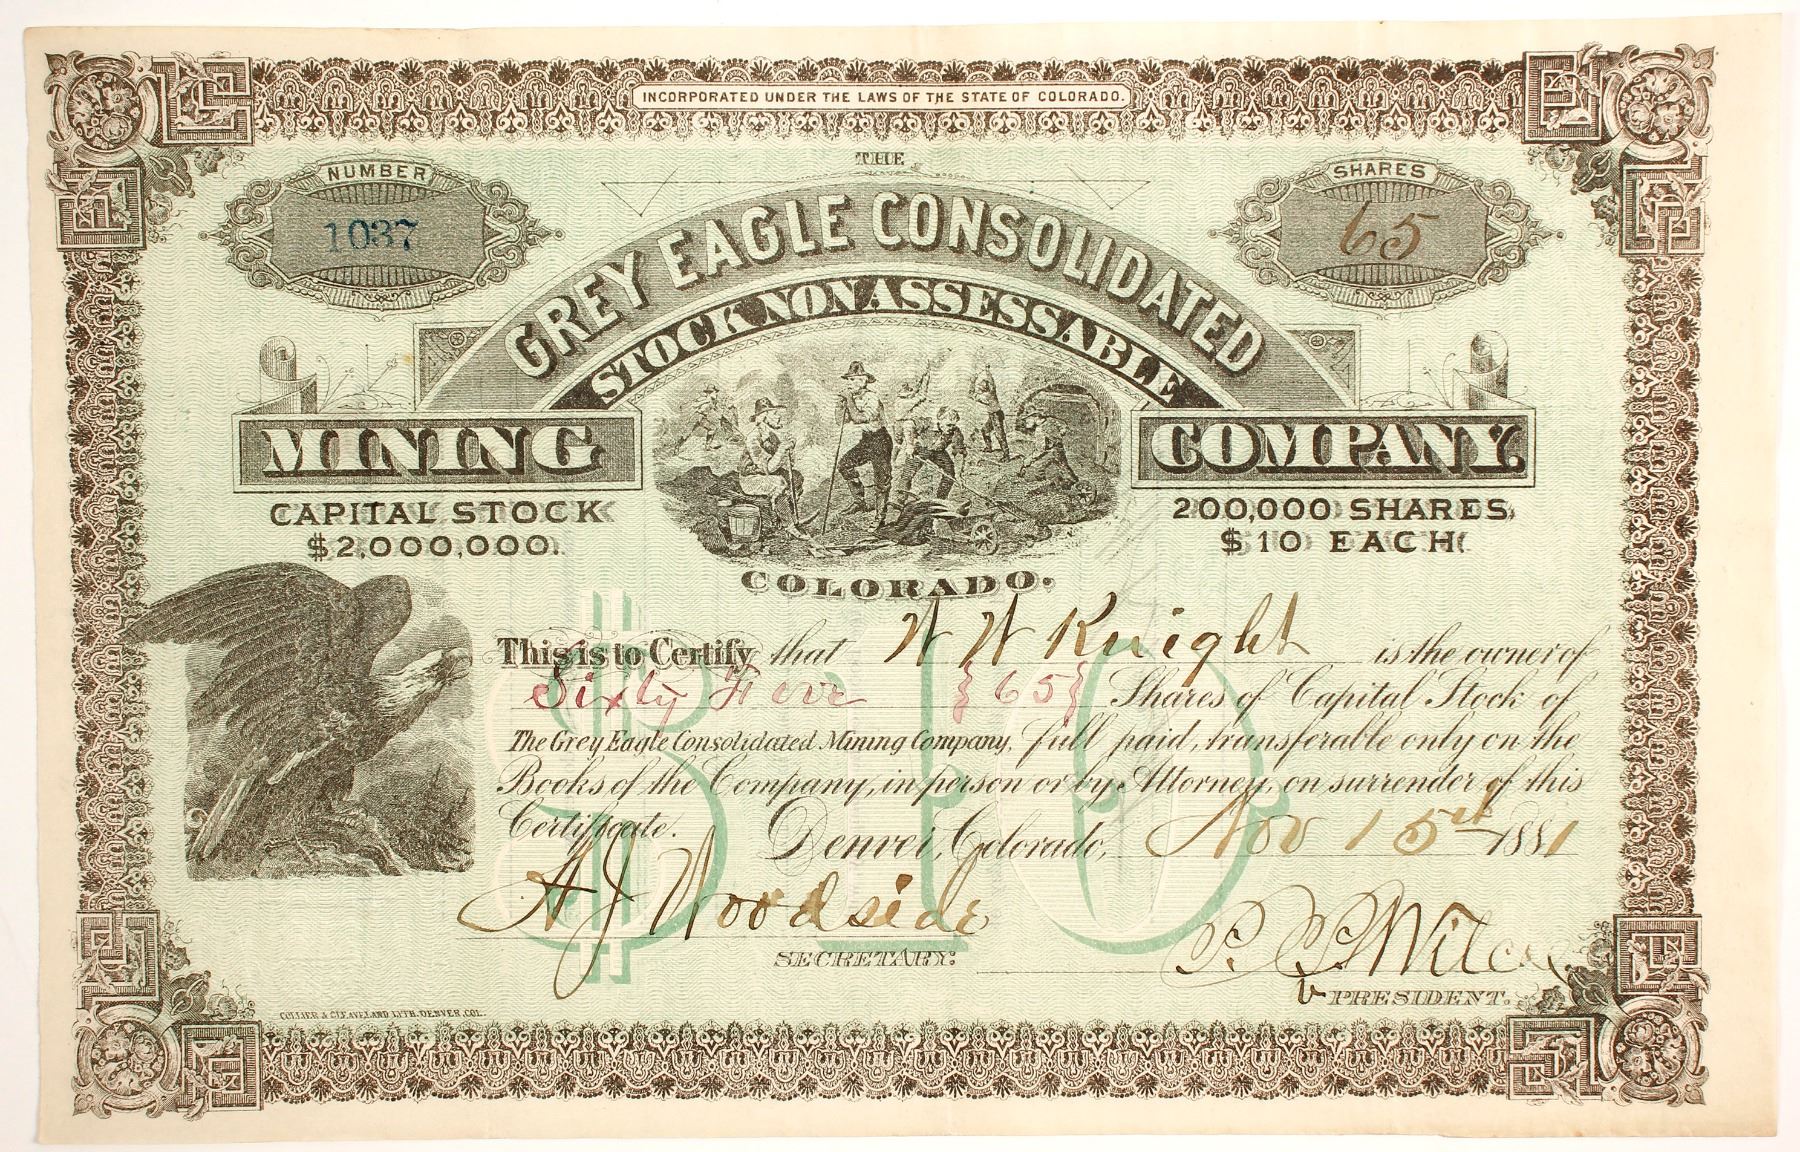 INCORPORATED UNDER THE LAWS OF THE STATE OF COLORADO.
NUMBER
1037
SHARES
65
THE
GREY EAGLE CONSOLIDATED
STOCK NON ASSESSABLE
MINING COMPANY.
CAPITAL STOCK
$2,000,000.
200,000 SHARES,
$10 EACH
COLORADO.
$10
This is to Certify that W W Knight is the owner of
Sixty Five {65} Shares of Capital Stock of
The Grey Eagle Consolidated Mining Company, full paid, transferable only on the
Books of the Company, in person or by Attorney, on surrender of this
Certificate. Denver, Colorado, Nov 15th 1881
A J Woodside
SECRETARY.
Wilcox
V PRESIDENT.
COLLIER & CLEAVELAND LITH. DENVER, COL.